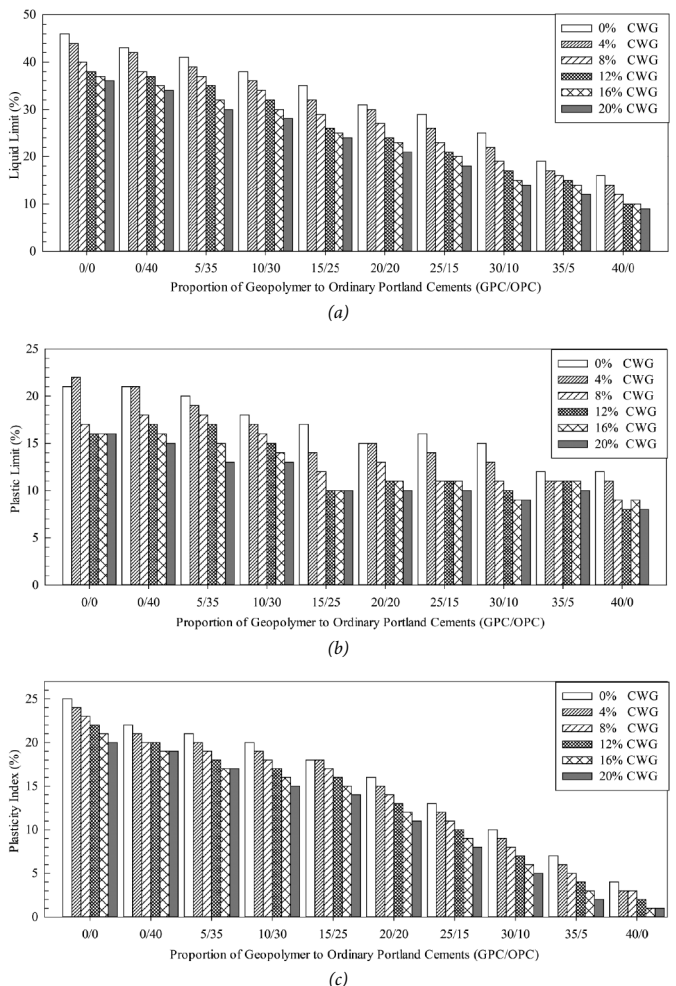 50
40
30
20
10
0
Liquid Limit (%)
0% CWG
4% CWG
8% CWG
12% CWG
16% CWG
20% CWG
0/0 0/40 5/35 10/30 15/25 20/20 25/15 30/10 35/5 40/0
Proportion of Geopolymer to Ordinary Portland Cements (GPC/OPC)
(a)
25
20
15
10
5
0
Plastic Limit (%)
0% CWG
4% CWG
8% CWG
12% CWG
16% CWG
20% CWG
0/0 0/40 5/35 10/30 15/25 20/20 25/15 30/10 35/5 40/0
Proportion of Geopolymer to Ordinary Portland Cements (GPC/OPC)
(b)
25
20
15
10
5
0
Plasticity Index (%)
0% CWG
4% CWG
8% CWG
12% CWG
16% CWG
20% CWG
0/0 0/40 5/35 10/30 15/25 20/20 25/15 30/10 35/5 40/0
Proportion of Geopolymer to Ordinary Portland Cements (GPC/OPC)
(c)